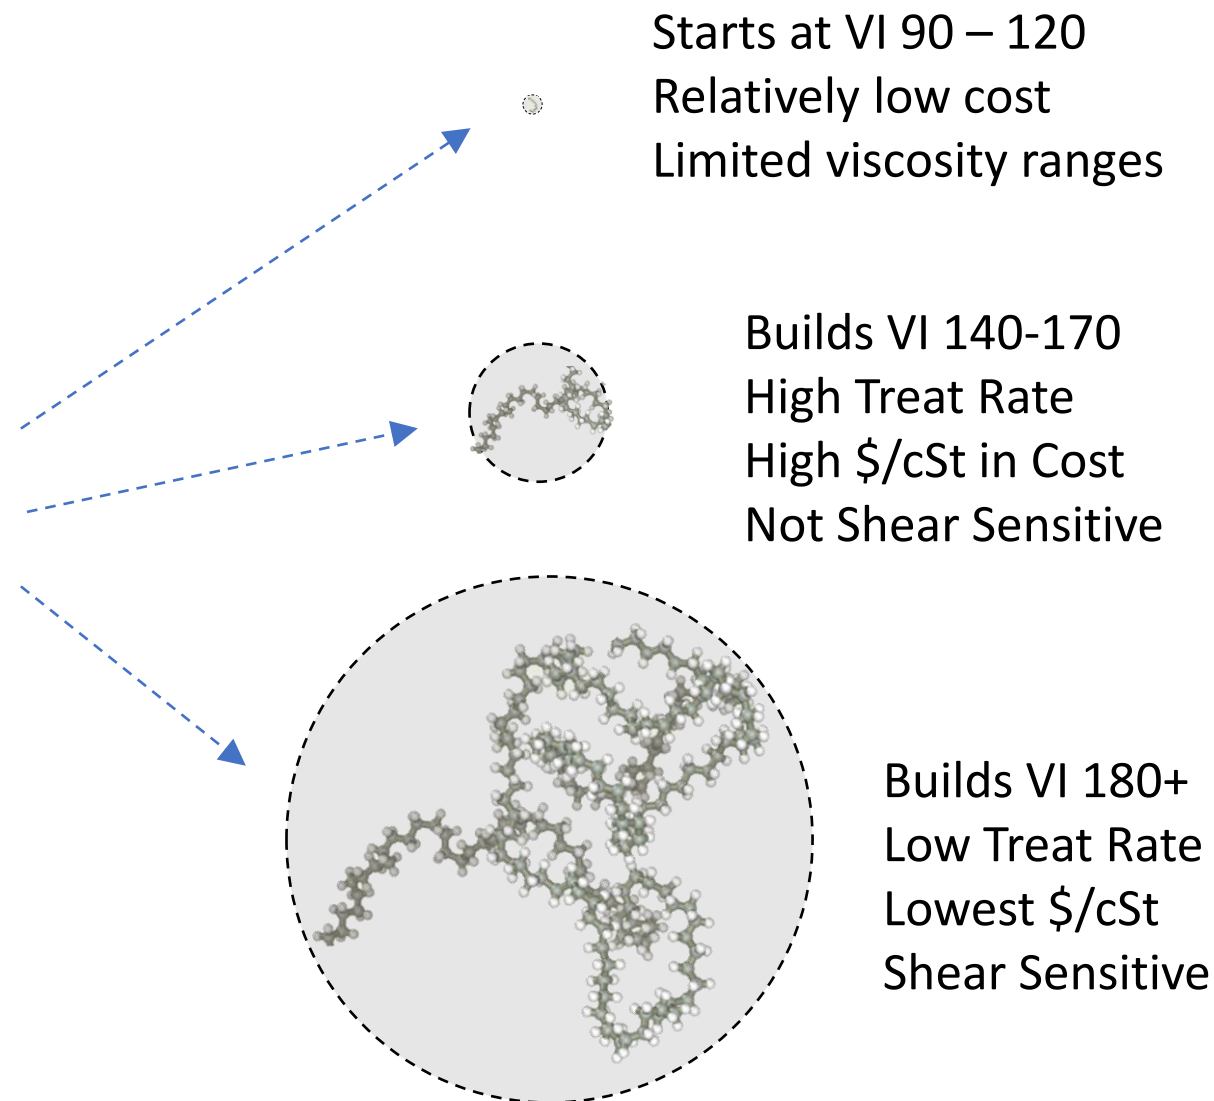 Starts at VI 90 – 120
Relatively low cost
Limited viscosity ranges
Builds VI 140-170
High Treat Rate
High $/cSt in Cost
Not Shear Sensitive
Builds VI 180+
Low Treat Rate
Lowest $/cSt
Shear Sensitive